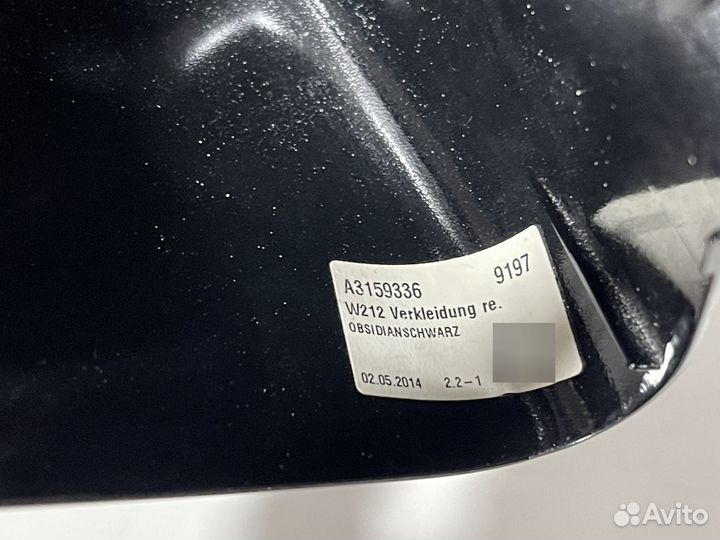 A3159336 9197
W212 Verkleidung re.
OBSIDIANSCHWARZ
02.05.2014 2.2-1
Avito